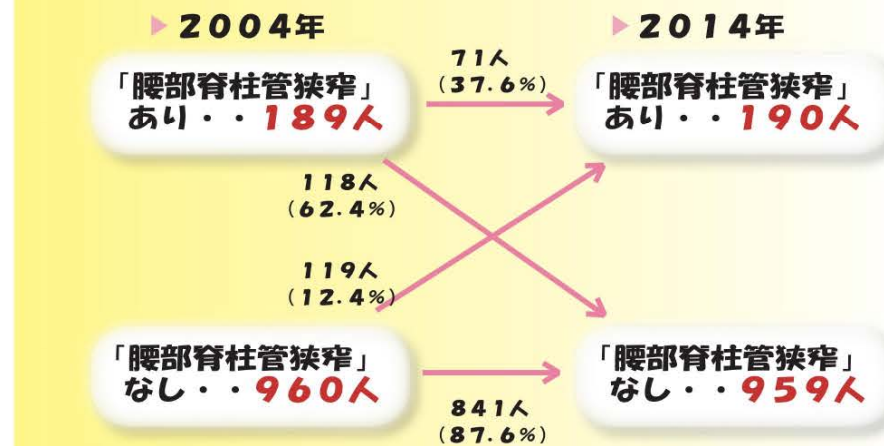 ▶2004年
▶2014年
「腰部脊柱管狭窄」
あり・・189人
71人
(37.6%)
「腰部脊柱管狭窄」
あり・・190人
118人
(62.4%)
119人
(12.4%)
「腰部脊柱管狭窄」
なし・・960人
841人
(87.6%)
「腰部脊柱管狭窄」
なし・・959人